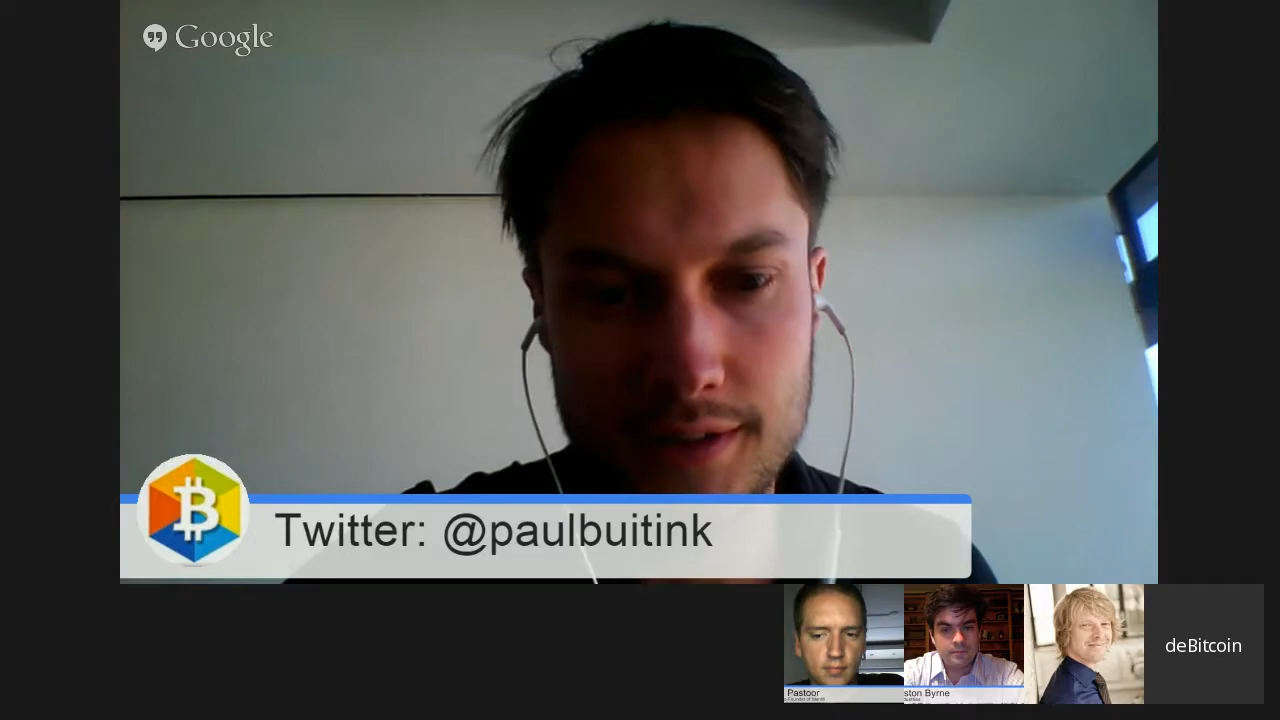 Google
Twitter: @paulbuitink
Pastoor
ston Byrne
deBitcoin